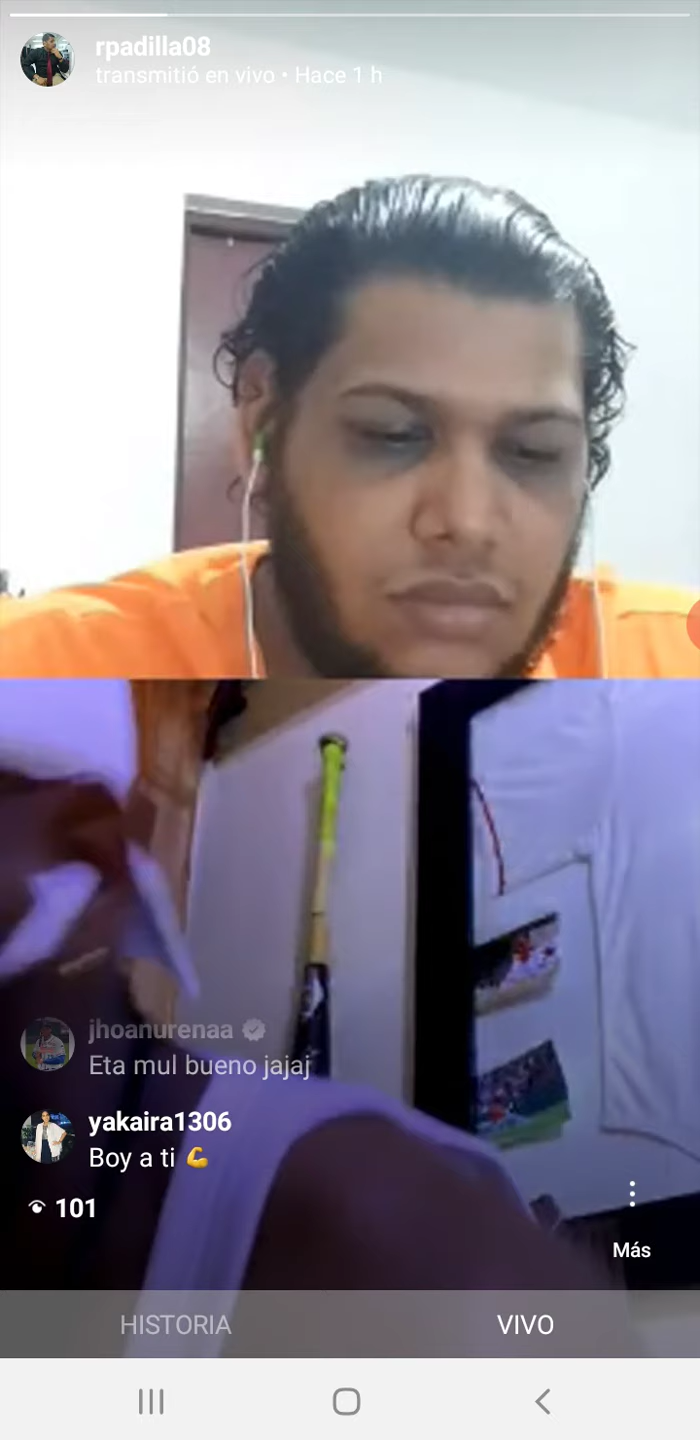 rpadilla08
transmitió en vivo • Hace 1 h
jhoanurenaa
Eta mul bueno jajaj
yakaira1306
Boy a ti 💪
101
Más
HISTORIA
VIVO